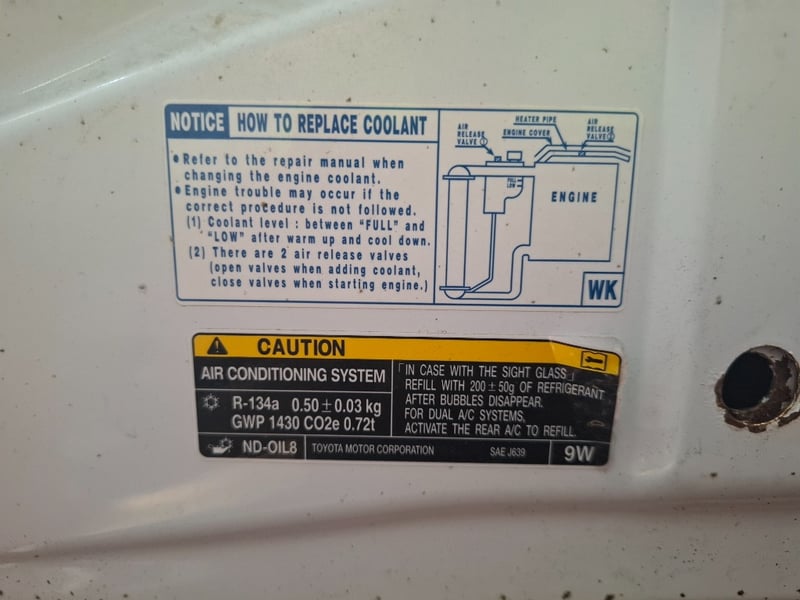 NOTICE HOW TO REPLACE COOLANT
• Refer to the repair manual when
changing the engine coolant.
• Engine trouble may occur if the
correct procedure is not followed.
(1) Coolant level : between "FULL" and
"LOW" after warm up and cool down.
(2) There are 2 air release valves
(open valves when adding coolant,
close valves when starting engine.)
AIR
RELEASE
VALVE ①
HEATER PIPE
ENGINE COVER
AIR
RELEASE
VALVE ②
FULL
LOW
ENGINE
WK
CAUTION
AIR CONDITIONING SYSTEM
R-134a 0.50±0.03 kg
GWP 1430 CO2e 0.72t
IN CASE WITH THE SIGHT GLASS
REFILL WITH 200±50g OF REFRIGERANT
AFTER BUBBLES DISAPPEAR.
FOR DUAL A/C SYSTEMS,
ACTIVATE THE REAR A/C TO REFILL.
ND-OIL8 TOYOTA MOTOR CORPORATION SAE J639 9W